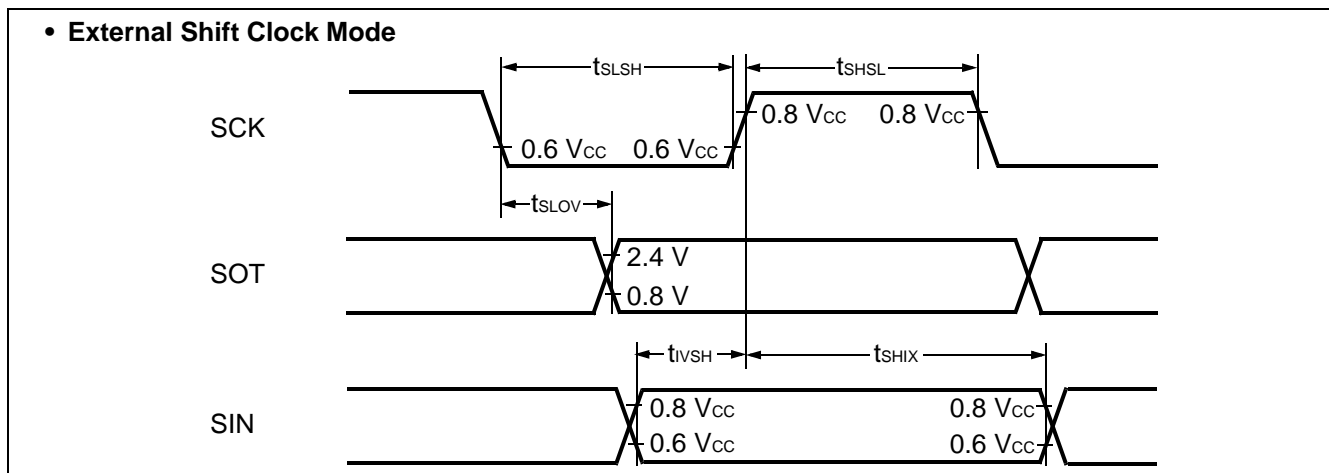 • External Shift Clock Mode
tSLSH
tSHSL
SCK
0.8 VCC
0.8 VCC
0.6 VCC
0.6 VCC
tSLOV
SOT
2.4 V
0.8 V
tIVSH
tSHIX
SIN
0.8 VCC
0.8 VCC
0.6 VCC
0.6 VCC